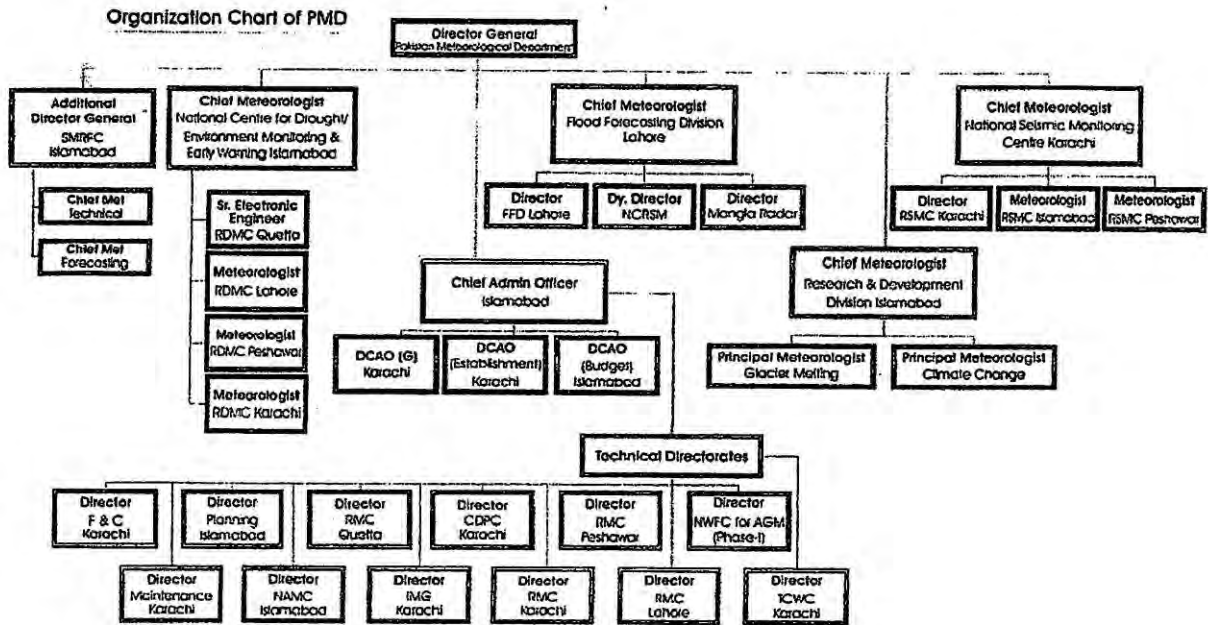 Organization Chart of PMD
Director General
Pakistan Meteorological Department
Additional
Director General
SMRFC
Islamabad
Chief Met
Technical
Chief Met
Forecasting
Chief Meteorologist
National Centre for Drought/
Environment Monitoring &
Early Warning Islamabad
Sr. Electronic
Engineer
RDMC Quetta
Meteorologist
RDMC Lahore
Meteorologist
RDMC Peshawar
Meteorologist
RDMC Karachi
Chief Meteorologist
Flood Forecasting Division
Lahore
Director
FFD Lahore
Dy. Director
NCRSM
Director
Mangla Radar
Chief Meteorologist
National Seismic Monitoring
Centre Karachi
Director
RSMC Karachi
Meteorologist
RSMC Islamabad
Meteorologist
RSMC Peshawar
Chief Admin Officer
Islamabad
DCAO (G)
Karachi
DCAO
(Establishment)
Karachi
DCAO
(Budget)
Islamabad
Chief Meteorologist
Research & Development
Division Islamabad
Principal Meteorologist
Glacier Melting
Principal Meteorologist
Climate Change
Technical Directorates
Director
F & C
Karachi
Director
Planning
Islamabad
Director
RMC
Quetta
Director
CDPC
Karachi
Director
RMC
Peshawar
Director
NWFC for AGM
(Phase-I)
Director
Maintenance
Karachi
Director
NAMC
Islamabad
Director
IMG
Karachi
Director
RMC
Karachi
Director
RMC
Lahore
Director
TCWC
Karachi